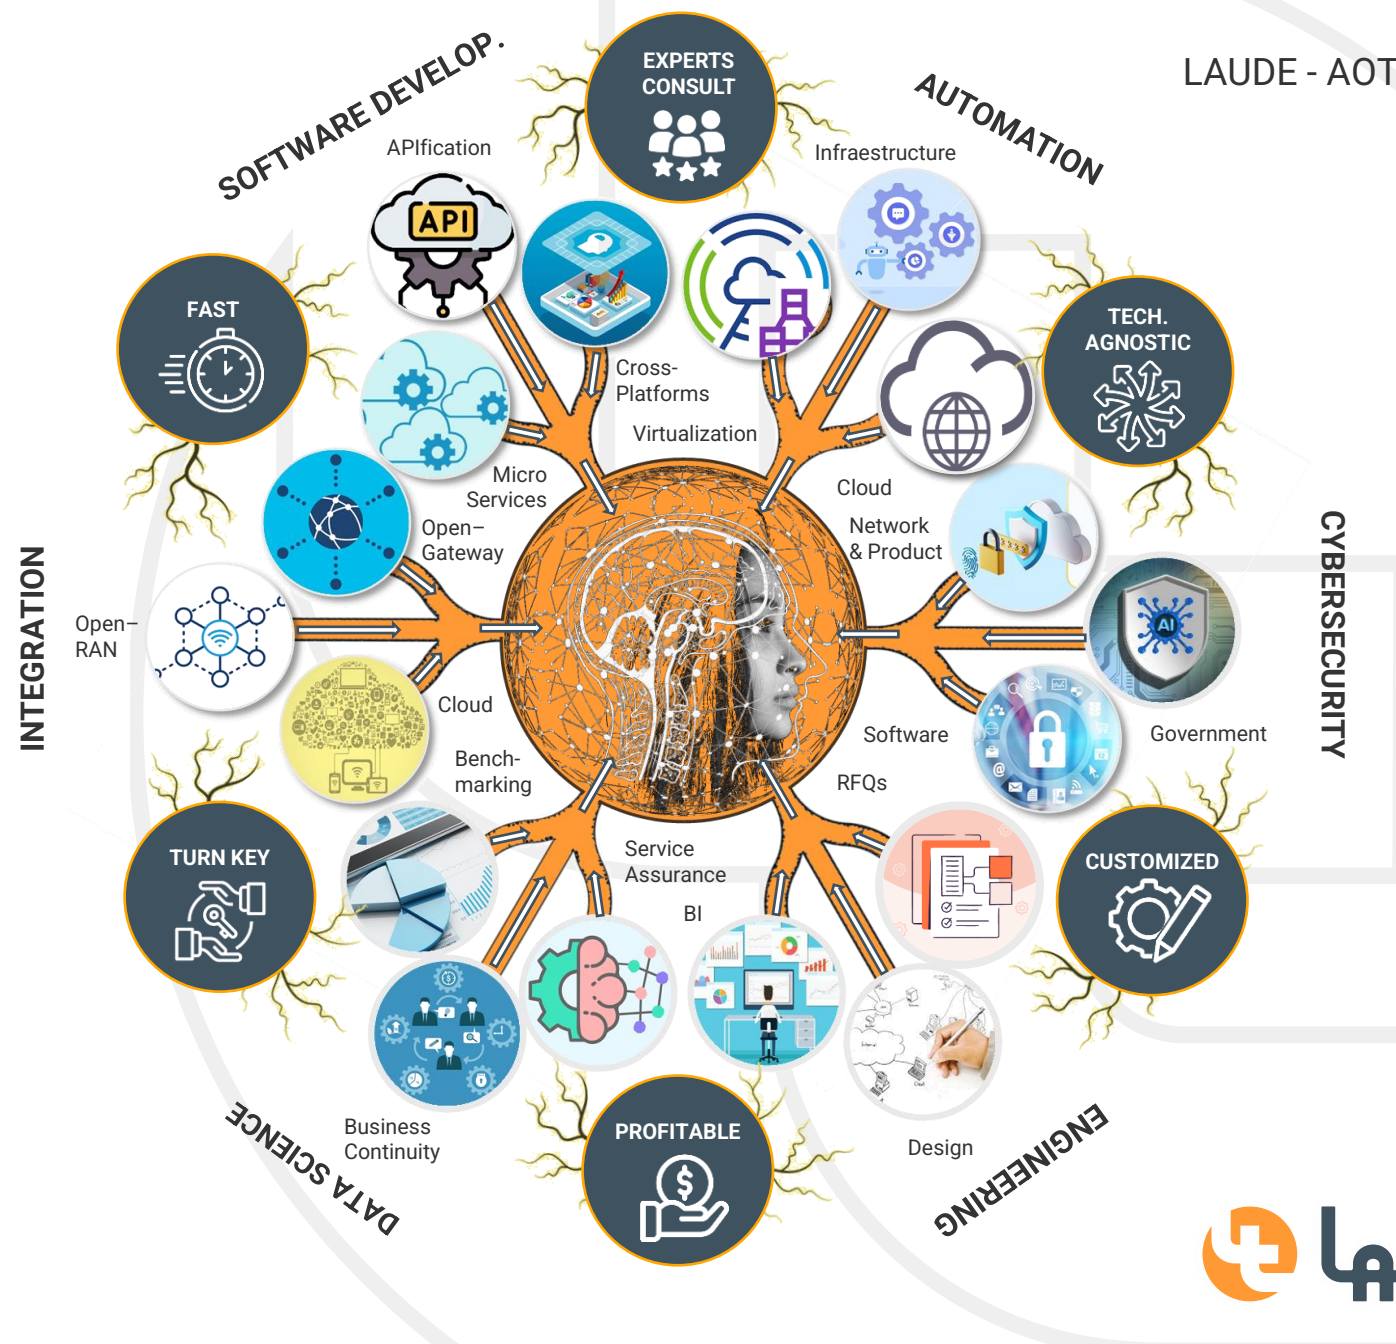 LAUDE - AOT
SOFTWARE DEVELOP.
EXPERTS
CONSULT
AUTOMATION
APIfication
API
Infraestructure
FAST
TECH.
AGNOSTIC
Cross-
Platforms
Virtualization
Micro
Services
Cloud
Open–
Gateway
Network
& Product
INTEGRATION
CYBERSECURITY
Open–
RAN
AI
Cloud
Software
Government
Bench-
marking
RFQs
TURN KEY
Service
Assurance
CUSTOMIZED
BI
Business
Continuity
PROFITABLE
Design
DATA SCIENCE
ENGINEERING
LA